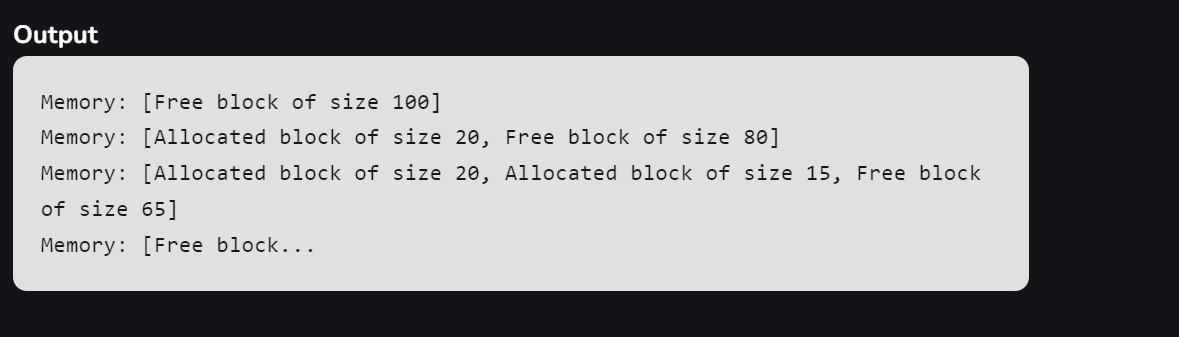 Output
Memory: [Free block of size 100]
Memory: [Allocated block of size 20, Free block of size 80]
Memory: [Allocated block of size 20, Allocated block of size 15, Free block
of size 65]
Memory: [Free block...